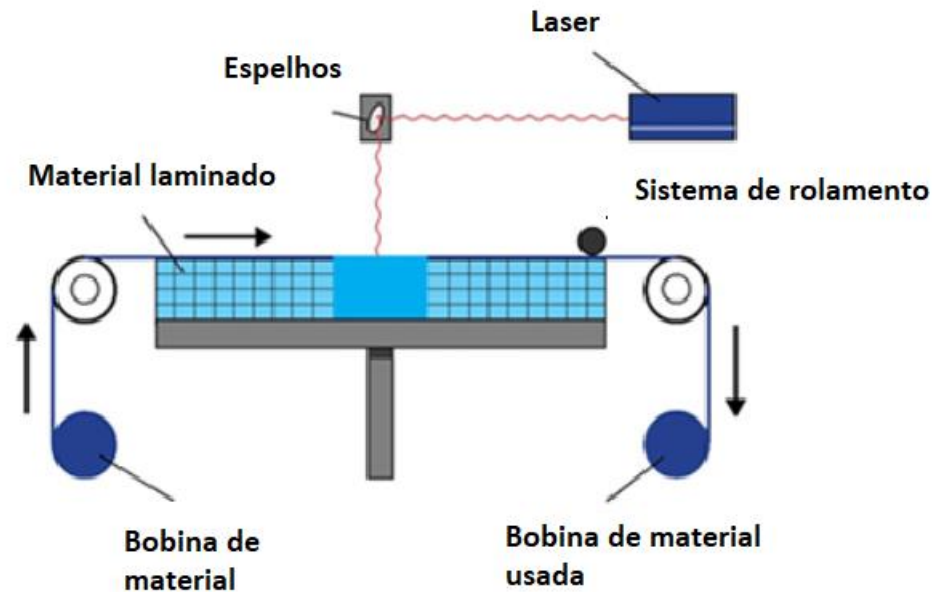 Laser
Espelhos
Material laminado
Sistema de rolamento
Bobina de
material
Bobina de material
usada